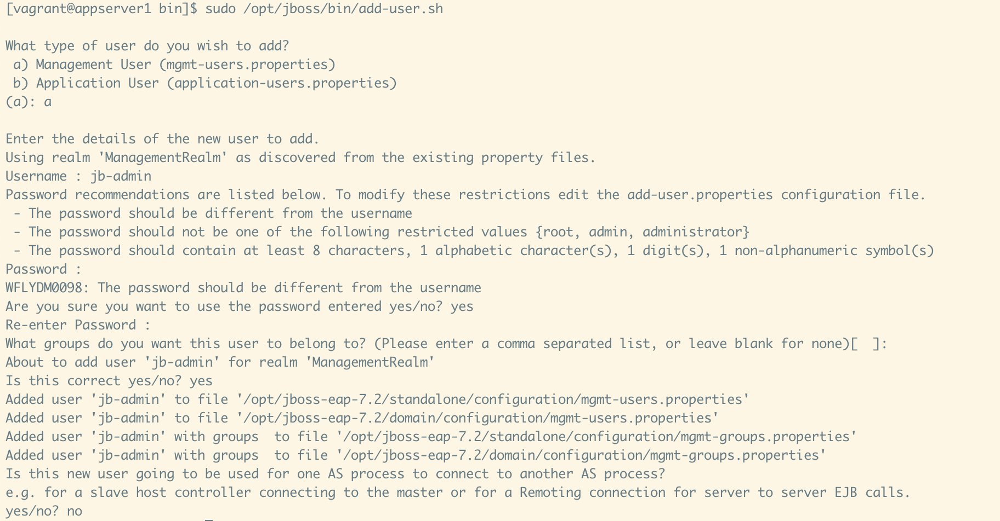 [vagrant@appserver1 bin]$ sudo /opt/jboss/bin/add-user.sh
What type of user do you wish to add?
a) Management User (mgmt-users.properties)
b) Application User (application-users.properties)
(a): a
Enter the details of the new user to add.
Using realm 'ManagementRealm' as discovered from the existing property files.
Username : jb-admin
Password recommendations are listed below. To modify these restrictions edit the add-user.properties configuration file.
- The password should be different from the username
- The password should not be one of the following restricted values {root, admin, administrator}
- The password should contain at least 8 characters, 1 alphabetic character(s), 1 digit(s), 1 non-alphanumeric symbol(s)
Password :
WFLYDM0098: The password should be different from the username
Are you sure you want to use the password entered yes/no? yes
Re-enter Password :
What groups do you want this user to belong to? (Please enter a comma separated list, or leave blank for none)[  ]:
About to add user 'jb-admin' for realm 'ManagementRealm'
Is this correct yes/no? yes
Added user 'jb-admin' to file '/opt/jboss-eap-7.2/standalone/configuration/mgmt-users.properties'
Added user 'jb-admin' to file '/opt/jboss-eap-7.2/domain/configuration/mgmt-users.properties'
Added user 'jb-admin' with groups  to file '/opt/jboss-eap-7.2/standalone/configuration/mgmt-groups.properties'
Added user 'jb-admin' with groups  to file '/opt/jboss-eap-7.2/domain/configuration/mgmt-groups.properties'
Is this new user going to be used for one AS process to connect to another AS process?
e.g. for a slave host controller connecting to the master or for a Remoting connection for server to server EJB calls.
yes/no? no